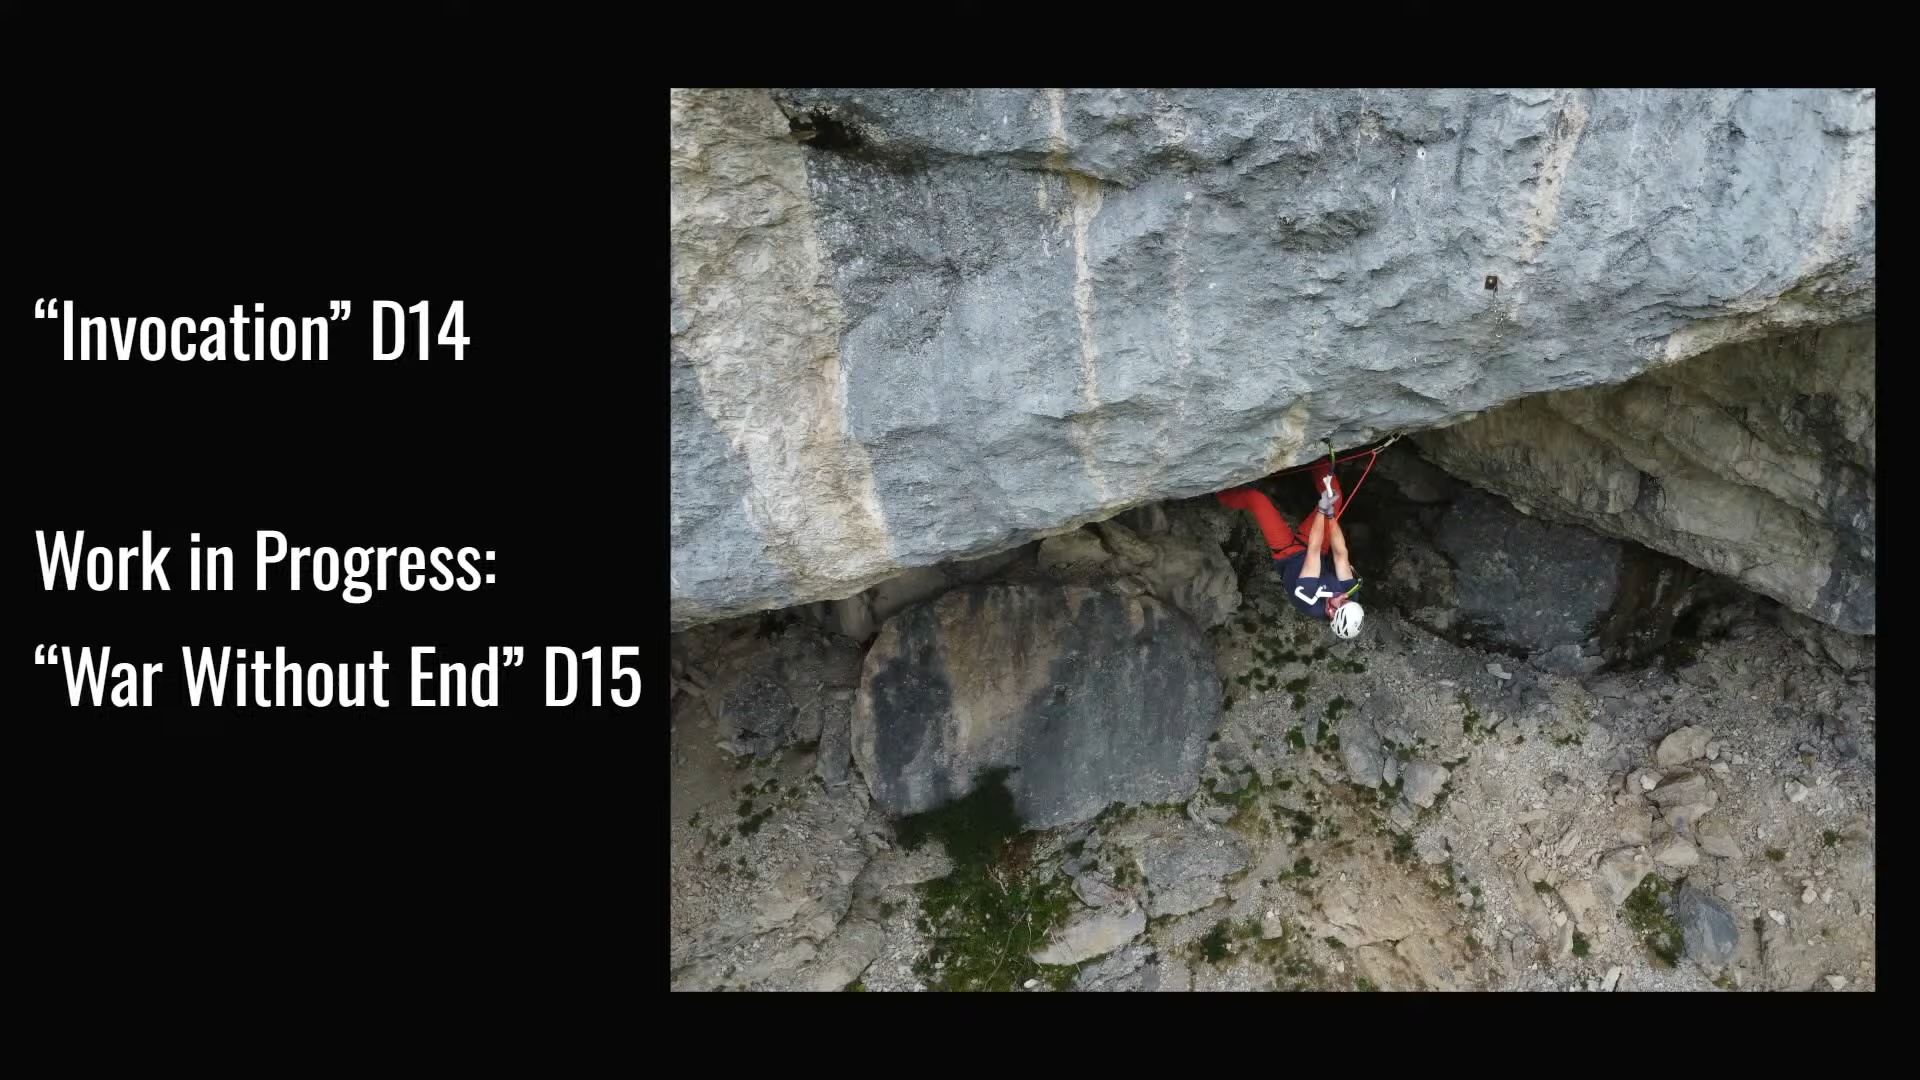 “Invocation” D14
Work in Progress:
“War Without End” D15